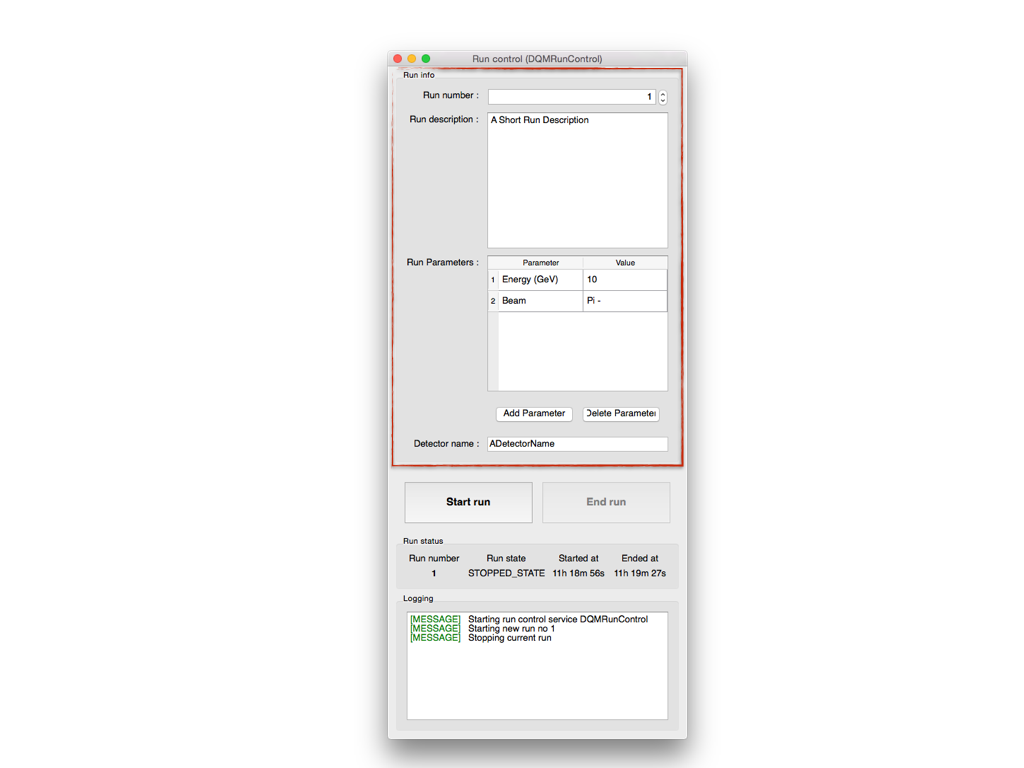 Run control (DQMRunControl)
Run info
Run number : 1
Run description : A Short Run Description
Run Parameters : Parameter Value
1 Energy (GeV) 10
2 Beam Pi -
Add Parameter Delete Parameter
Detector name : ADetectorName
Start run End run
Run status
Run number Run state Started at Ended at
1 STOPPED_STATE 11h 18m 56s 11h 19m 27s
Logging
[MESSAGE] Starting run control service DQMRunControl
[MESSAGE] Starting new run no 1
[MESSAGE] Stopping current run